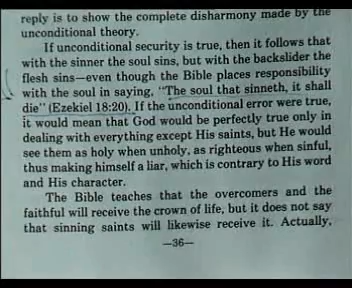 reply is to show the complete disharmony made by the
unconditional theory.
If unconditional security is true, then it follows that
with the sinner the soul sins, but with the backslider the
flesh sins—even though the Bible places responsibility
with the soul in saying, "The soul that sinneth, it shall
die" (Ezekiel 18:20). If the unconditional error were true,
it would mean that God would be perfectly true only in
dealing with everything except His saints, but He would
see them as holy when unholy, as righteous when sinful,
thus making himself a liar, which is contrary to His word
and His character.
The Bible teaches that the overcomers and the
faithful will receive the crown of life, but it does not say
that sinning saints will likewise receive it. Actually,
—36—